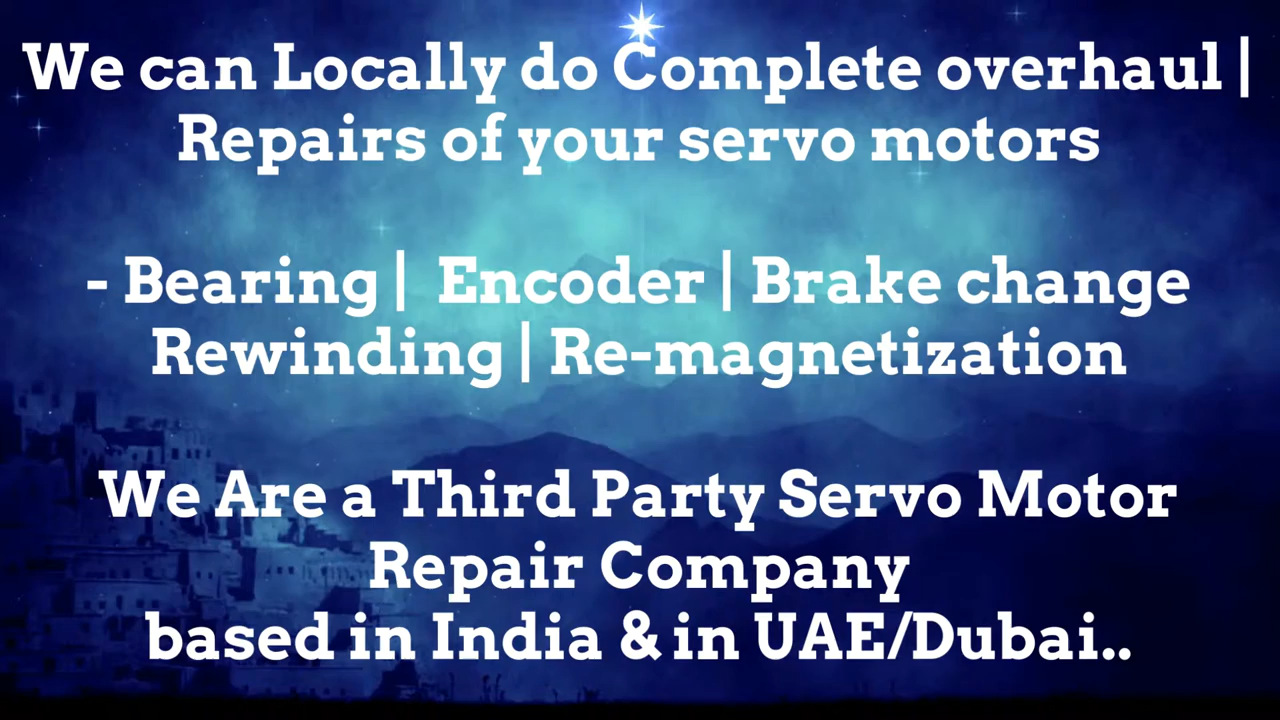 We can Locally do Complete overhaul |
Repairs of your servo motors
- Bearing |  Encoder | Brake change
Rewinding | Re-magnetization
We Are a Third Party Servo Motor
Repair Company
based in India & in UAE/Dubai..